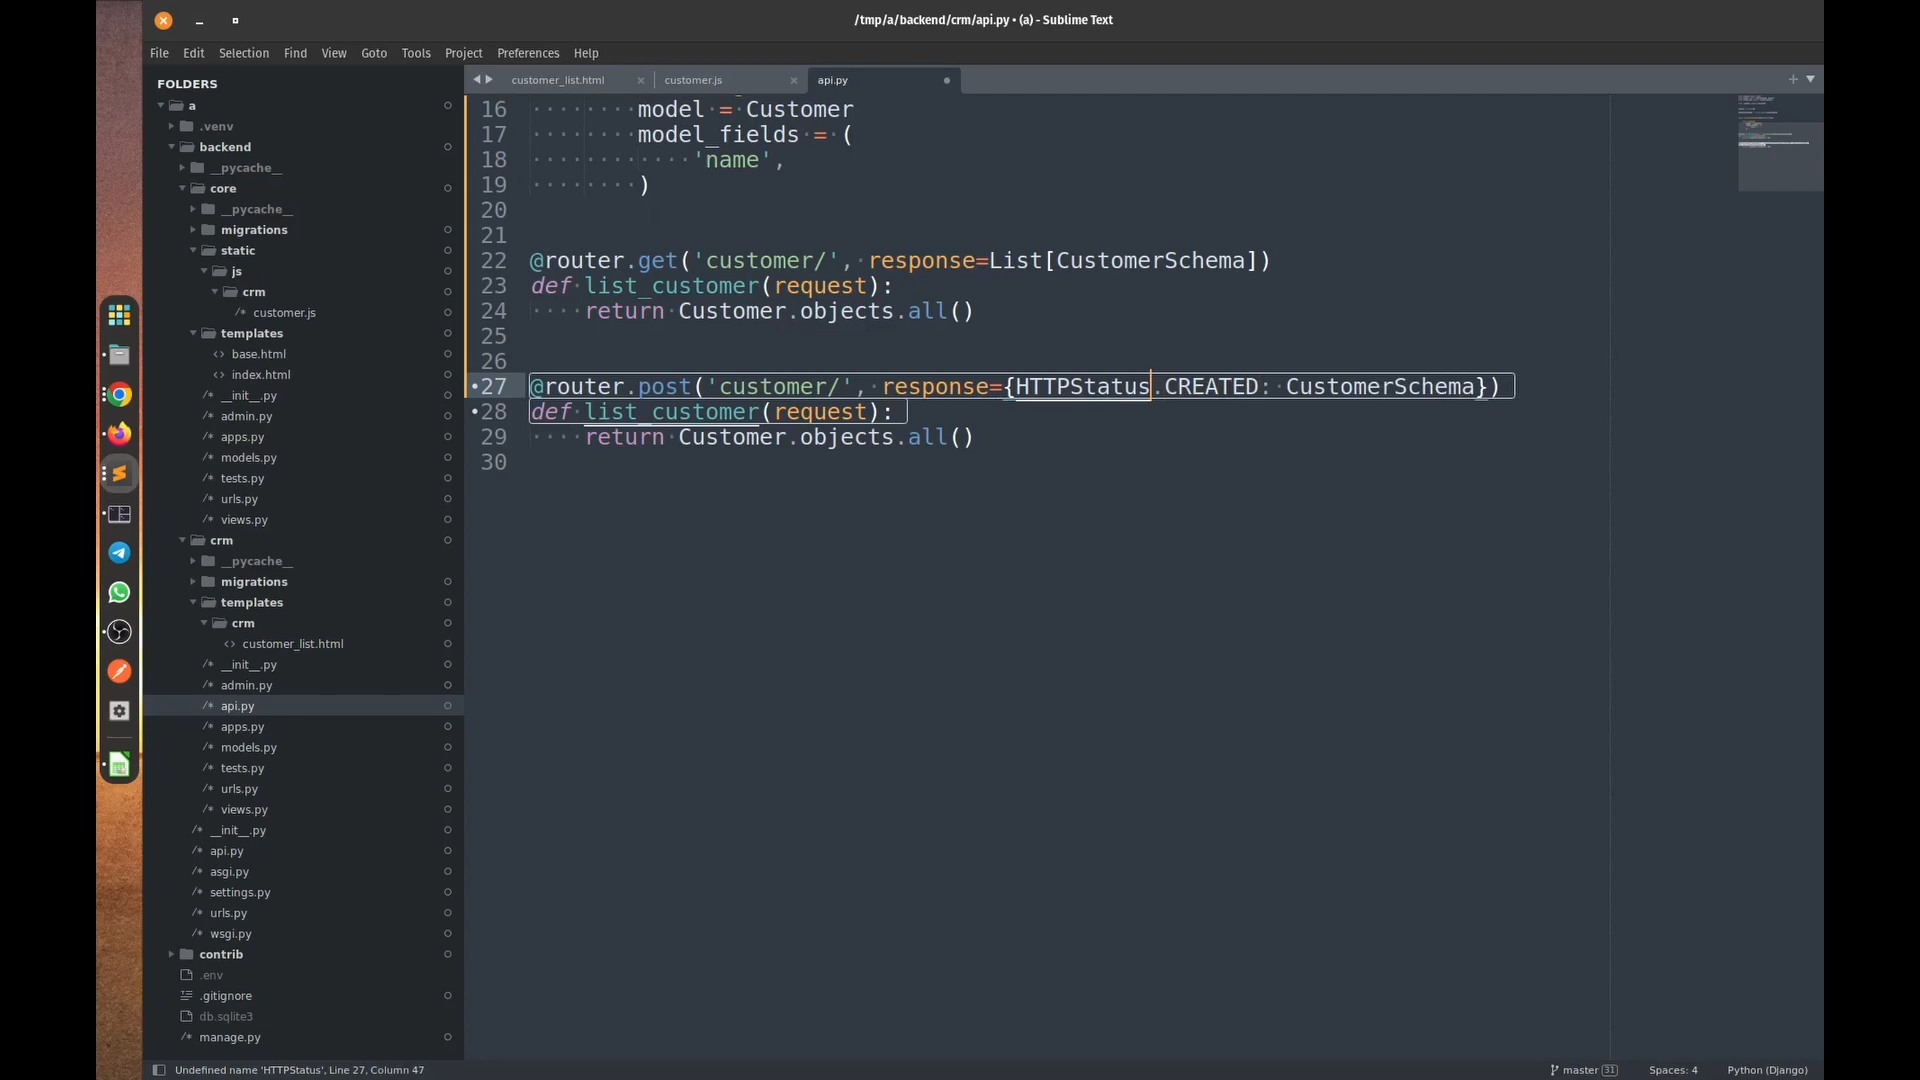 /tmp/a/backend/crm/api.py • (a) - Sublime Text
File Edit Selection Find View Goto Tools Project Preferences Help
FOLDERS
a
.venv
backend
__pycache__
core
__pycache__
migrations
static
js
crm
/* customer.js
templates
<> base.html
<> index.html
/* __init__.py
/* admin.py
/* apps.py
/* models.py
/* tests.py
/* urls.py
/* views.py
crm
__pycache__
migrations
templates
crm
<> customer_list.html
/* __init__.py
/* admin.py
/* api.py
/* apps.py
/* models.py
/* tests.py
/* urls.py
/* views.py
/* __init__.py
/* api.py
/* asgi.py
/* settings.py
/* urls.py
/* wsgi.py
contrib
.env
.gitignore
db.sqlite3
/* manage.py
customer_list.html × customer.js × api.py
16 model = Customer
17 model_fields = (
18 'name',
19 )
20
21
22 @router.get('customer/', response=List[CustomerSchema])
23 def list_customer(request):
24 return Customer.objects.all()
25
26
27 @router.post('customer/', response={HTTPStatus.CREATED: CustomerSchema})
28 def list_customer(request):
29 return Customer.objects.all()
30
Undefined name 'HTTPStatus', Line 27, Column 47
master 31 Spaces: 4 Python (Django)